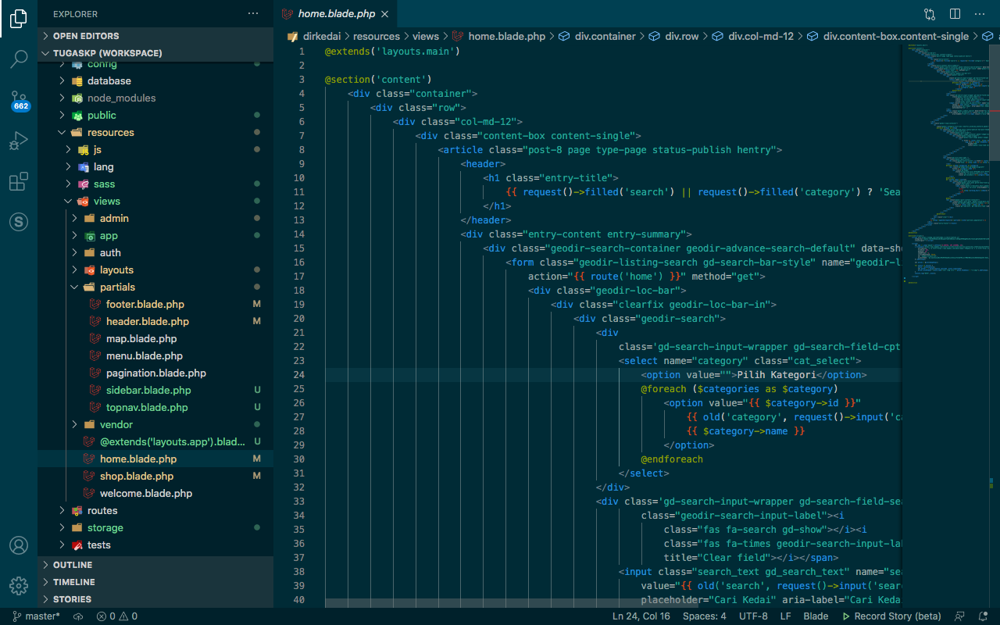 EXPLORER
OPEN EDITORS
TUGASKP (WORKSPACE)
config
database
node_modules
public
resources
js
lang
sass
views
admin
app
auth
layouts
partials
footer.blade.php M
header.blade.php M
map.blade.php
menu.blade.php
pagination.blade.php
sidebar.blade.php U
topnav.blade.php U
vendor
@extends('layouts.app').blad... U
home.blade.php M
shop.blade.php M
welcome.blade.php
routes
storage
tests
OUTLINE
TIMELINE
STORIES
662
home.blade.php
dirkedai > resources > views > home.blade.php > div.container > div.row > div.col-md-12 > div.content-box.content-single >
1 @extends('layouts.main')
2
3 @section('content')
4 <div class="container">
5 <div class="row">
6 <div class="col-md-12">
7 <div class="content-box content-single">
8 <article class="post-8 page type-page status-publish hentry">
9 <header>
10 <h1 class="entry-title">
11 {{ request()->filled('search') || request()->filled('category') ? 'Sea
12 </h1>
13 </header>
14 <div class="entry-content entry-summary">
15 <div class="geodir-search-container geodir-advance-search-default" data-sho
16 <form class="geodir-listing-search gd-search-bar-style" name="geodir-l
17 action="{{ route('home') }}" method="get">
18 <div class="geodir-loc-bar">
19 <div class="clearfix geodir-loc-bar-in">
20 <div class="geodir-search">
21 <div
22 class='gd-search-input-wrapper gd-search-field-cpt
23 <select name="category" class="cat_select">
24 <option value="">Pilih Kategori</option>
25 @foreach ($categories as $category)
26 <option value="{{ $category->id }}"
27 {{ old('category', request()->input('ca
28 {{ $category->name }}
29 </option>
30 @endforeach
31 </select>
32 </div>
33 <div class='gd-search-input-wrapper gd-search-field-sea
34 class="geodir-search-input-label"><i
35 class="fas fa-search gd-show"></i><i
36 class="fas fa-times geodir-search-input-lab
37 title="Clear field"></i></span>
38 <input class="search_text gd_search_text" name="sea
39 value="{{ old('search', request()->input('sear
40 placeholder="Cari Kedai" aria-label="Cari Keda
master* 0 0 Ln 24, Col 16 Spaces: 4 UTF-8 LF Blade Record Story (beta)